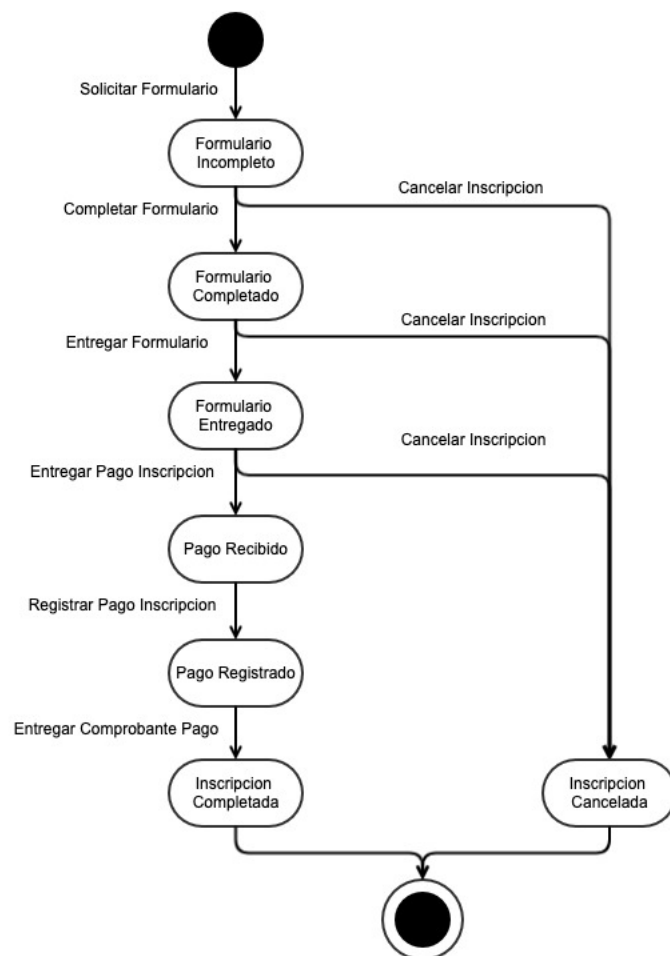 Solicitar Formulario
Formulario
Incompleto
Cancelar Inscripcion
Completar Formulario
Formulario
Completado
Cancelar Inscripcion
Entregar Formulario
Formulario
Entregado
Cancelar Inscripcion
Entregar Pago Inscripcion
Pago Recibido
Registrar Pago Inscripcion
Pago Registrado
Entregar Comprobante Pago
Inscripcion
Completada
Inscripcion
Cancelada